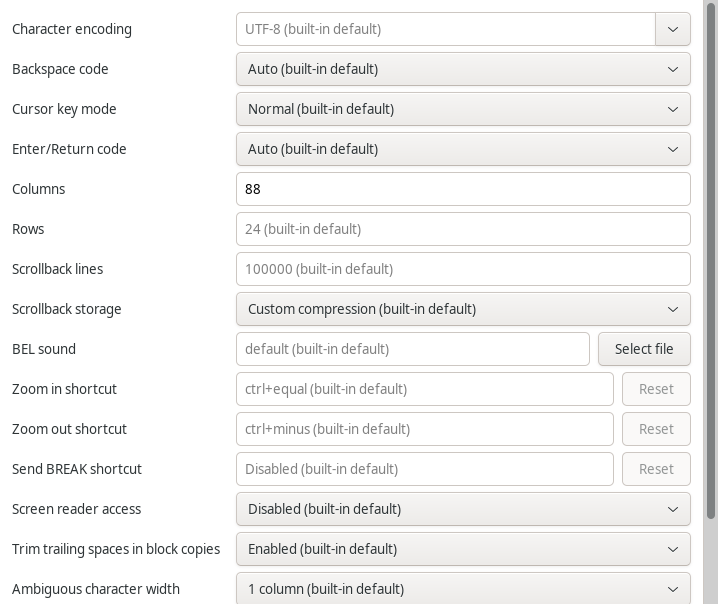 Character encoding UTF-8 (built-in default)
Backspace code Auto (built-in default)
Cursor key mode Normal (built-in default)
Enter/Return code Auto (built-in default)
Columns 88
Rows 24 (built-in default)
Scrollback lines 100000 (built-in default)
Scrollback storage Custom compression (built-in default)
BEL sound default (built-in default) Select file
Zoom in shortcut ctrl+equal (built-in default) Reset
Zoom out shortcut ctrl+minus (built-in default) Reset
Send BREAK shortcut Disabled (built-in default) Reset
Screen reader access Disabled (built-in default)
Trim trailing spaces in block copies Enabled (built-in default)
Ambiguous character width 1 column (built-in default)